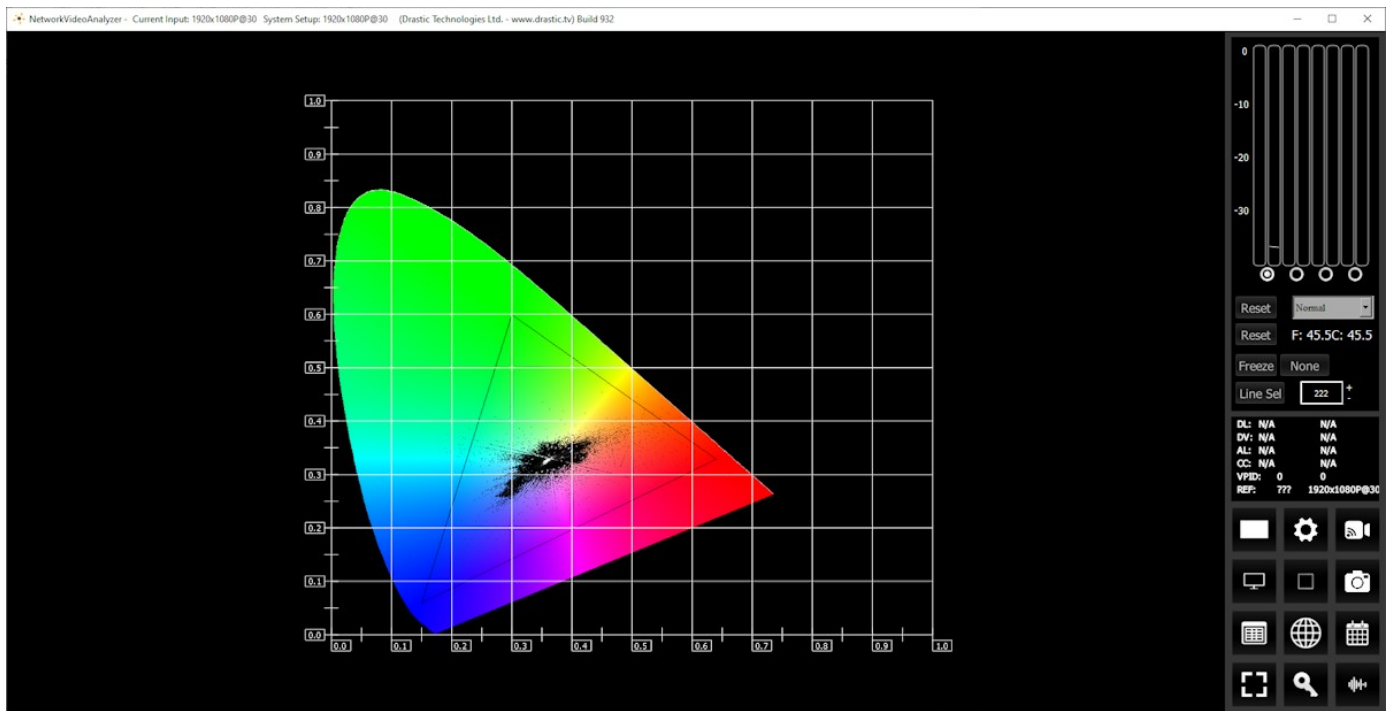 NetworkVideoAnalyzer - Current Input: 1920x1080P@30 System Setup: 1920x1080P@30 (Drastic Technologies Ltd. - www.drastic.tv) Build 932
1.0
0.9
0.8
0.7
0.6
0.5
0.4
0.3
0.2
0.1
0.0
0.0 0.1 0.2 0.3 0.4 0.5 0.6 0.7 0.8 0.9 1.0
0
-10
-20
-30
Reset Normal
Reset F: 45.5C: 45.5
Freeze None
Line Sel 222 + -
DL: N/A N/A
DV: N/A N/A
AL: N/A N/A
CC: N/A N/A
VPID: 0 0
REF: ??? 1920x1080P@30